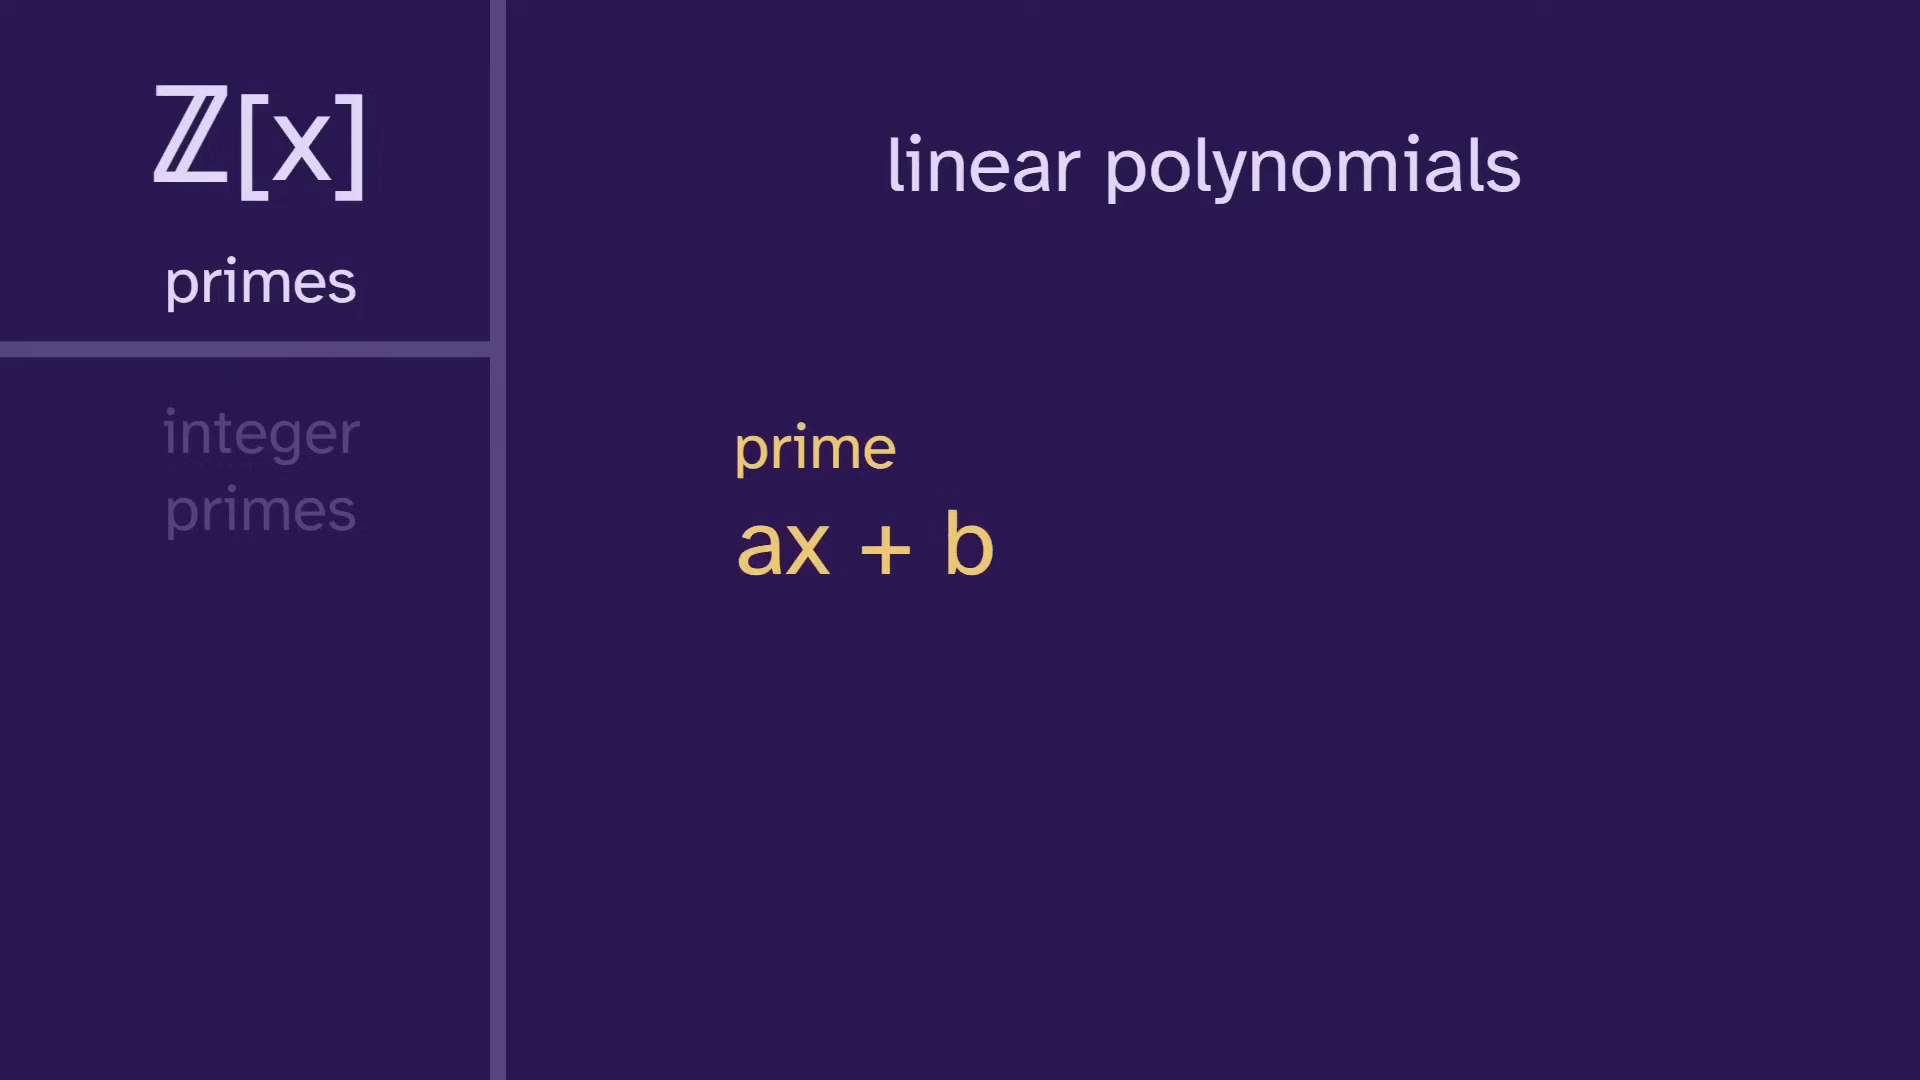 ℤ[x]
primes
integer
primes
linear polynomials
prime
ax + b